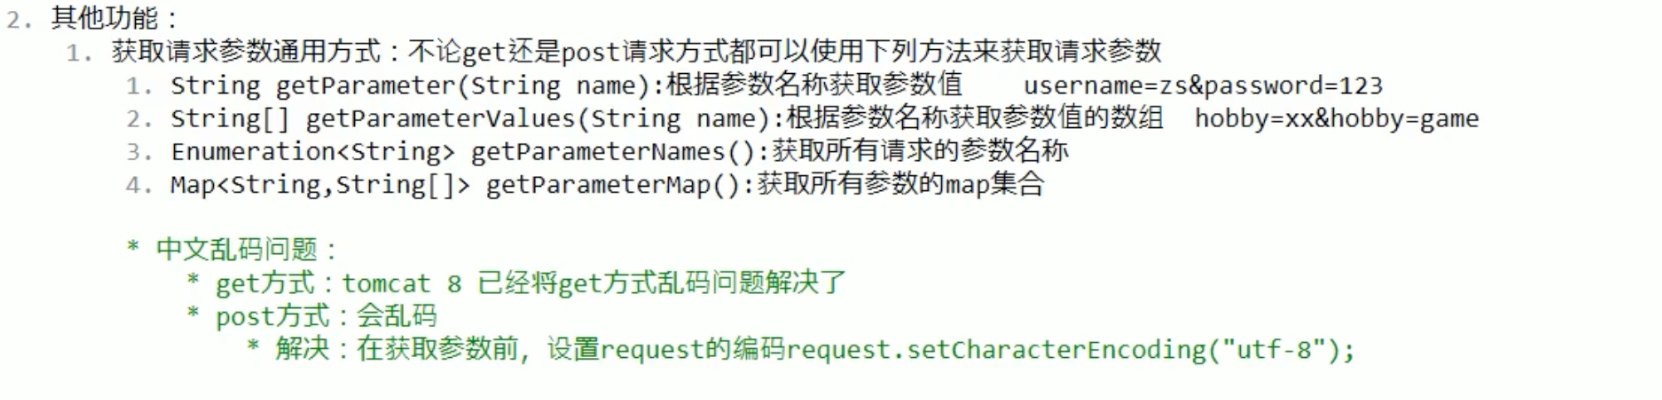 2. 其他功能：
1. 获取请求参数通用方式：不论get还是post请求方式都可以使用下列方法来获取请求参数
1. String getParameter(String name):根据参数名称获取参数值    username=zs&password=123
2. String[] getParameterValues(String name):根据参数名称获取参数值的数组  hobby=xx&hobby=game
3. Enumeration<String> getParameterNames():获取所有请求的参数名称
4. Map<String,String[]> getParameterMap():获取所有参数的map集合
* 中文乱码问题：
* get方式：tomcat 8 已经将get方式乱码问题解决了
* post方式：会乱码
* 解决：在获取参数前，设置request的编码request.setCharacterEncoding("utf-8");